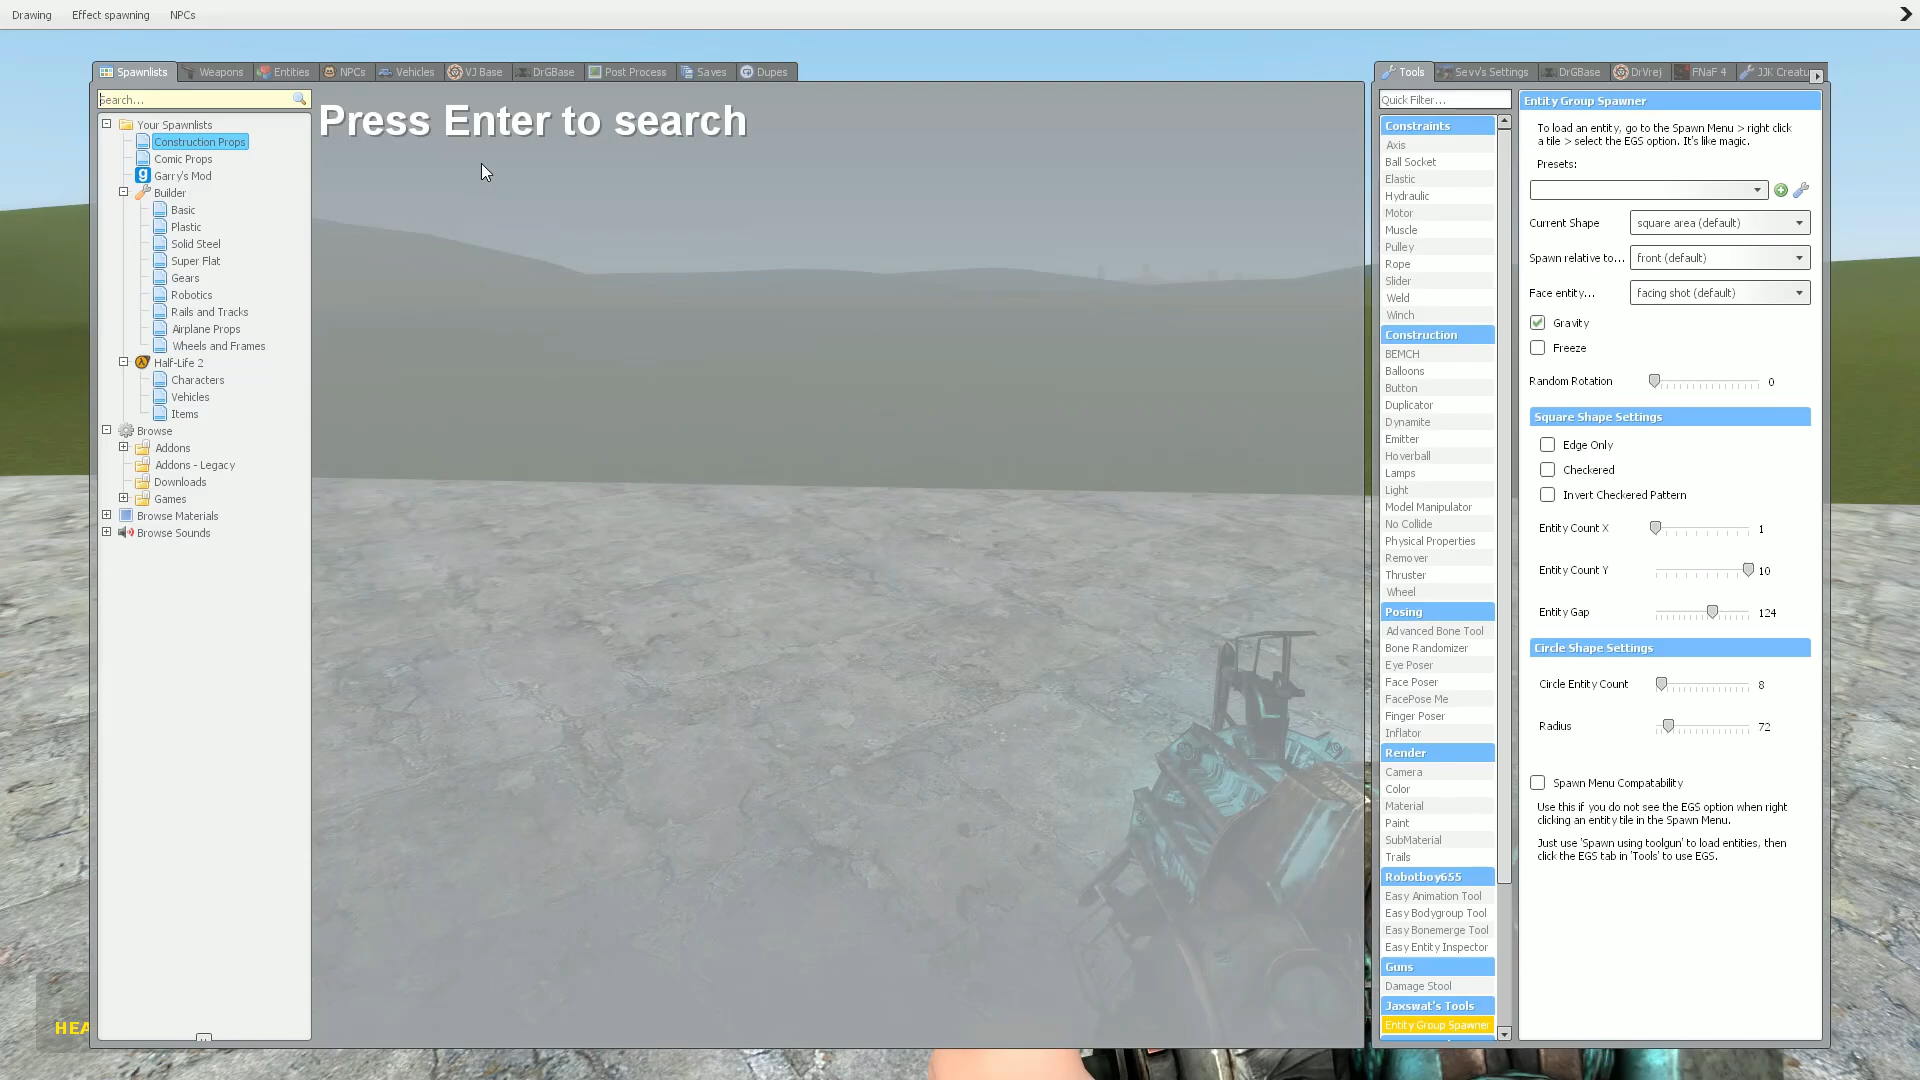 Drawing
Effect spawning
NPCs
Spawnlists
Weapons
Entities
NPCs
Vehicles
VJ Base
DrGBase
Post Process
Saves
Dupes
Search...
Your Spawnlists
Construction Props
Comic Props
Garry's Mod
Builder
Basic
Plastic
Solid Steel
Super Flat
Gears
Robotics
Rails and Tracks
Airplane Props
Wheels and Frames
Half-Life 2
Characters
Vehicles
Items
Browse
Addons
Addons - Legacy
Downloads
Games
Browse Materials
Browse Sounds
Press Enter to search
HEA
Tools
Sevv's Settings
DrGBase
DrVrej
FNaF 4
JJK Creatu
Quick Filter...
Constraints
Axis
Ball Socket
Elastic
Hydraulic
Motor
Muscle
Pulley
Rope
Slider
Weld
Winch
Construction
BEMCH
Balloons
Button
Duplicator
Dynamite
Emitter
Hoverball
Lamps
Light
Model Manipulator
No Collide
Physical Properties
Remover
Thruster
Wheel
Posing
Advanced Bone Tool
Bone Randomizer
Eye Poser
Face Poser
FacePose Me
Finger Poser
Inflator
Render
Camera
Color
Material
Paint
SubMaterial
Trails
Robotboy655
Easy Animation Tool
Easy Bodygroup Tool
Easy Bonemerge Tool
Easy Entity Inspector
Guns
Damage Stool
Jaxswat's Tools
Entity Group Spawner
Entity Group Spawner
To load an entity, go to the Spawn Menu > right click
a tile > select the EGS option. It's like magic.
Presets:
Current Shape
square area (default)
Spawn relative to...
front (default)
Face entity...
facing shot (default)
Gravity
Freeze
Random Rotation
0
Square Shape Settings
Edge Only
Checkered
Invert Checkered Pattern
Entity Count X
1
Entity Count Y
10
Entity Gap
124
Circle Shape Settings
Circle Entity Count
8
Radius
72
Spawn Menu Compatability
Use this if you do not see the EGS option when right
clicking an entity tile in the Spawn Menu.
Just use 'Spawn using toolgun' to load entities, then
click the EGS tab in 'Tools' to use EGS.